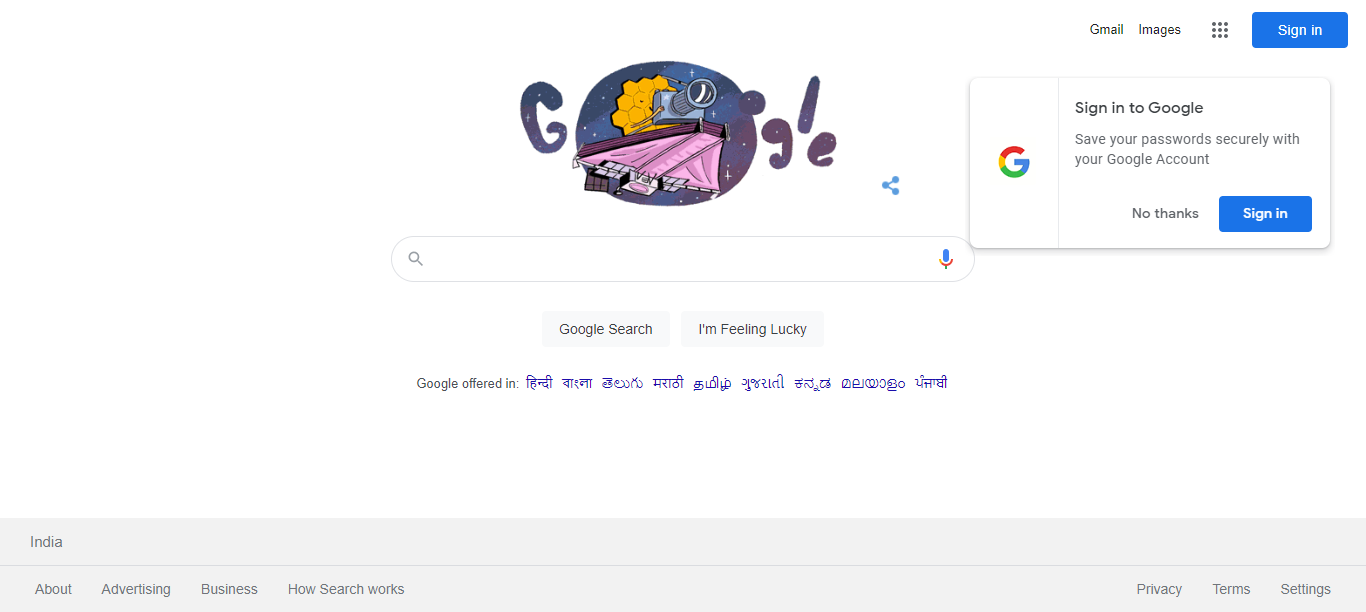 Gmail Images Sign in
Google
Sign in to Google
Save your passwords securely with
your Google Account
No thanks Sign in
Google Search I'm Feeling Lucky
Google offered in: हिन्दी বাংলা తెలుగు मराठी தமிழ் ગુજરાતી ಕನ್ನಡ മലയാളം ਪੰਜਾਬੀ
India
About Advertising Business How Search works Privacy Terms Settings